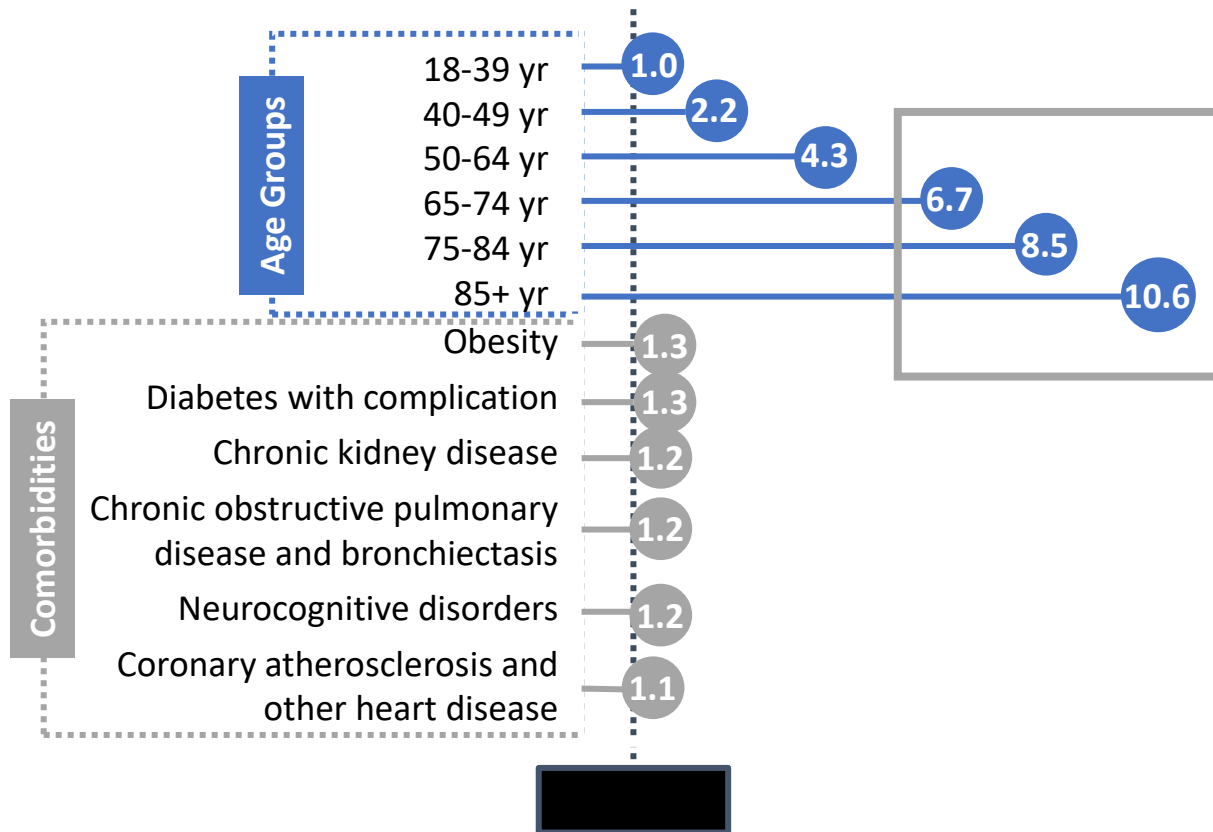 Age Groups
18-39 yr
1.0
40-49 yr
2.2
50-64 yr
4.3
65-74 yr
6.7
75-84 yr
8.5
85+ yr
10.6
Comorbidities
Obesity
1.3
Diabetes with complication
1.3
Chronic kidney disease
1.2
Chronic obstructive pulmonary
disease and bronchiectasis
1.2
Neurocognitive disorders
1.2
Coronary atherosclerosis and
other heart disease
1.1